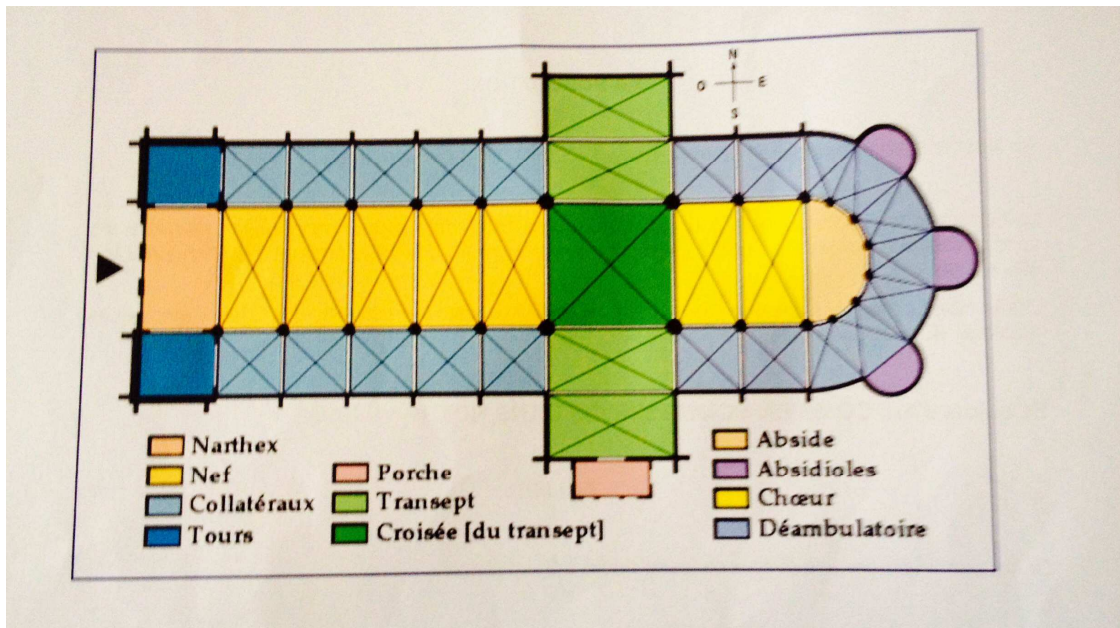 N
O E
S
Narthex
Nef
Collatéraux
Tours
Porche
Transept
Croisée [du transept]
Abside
Absidioles
Chœur
Déambulatoire